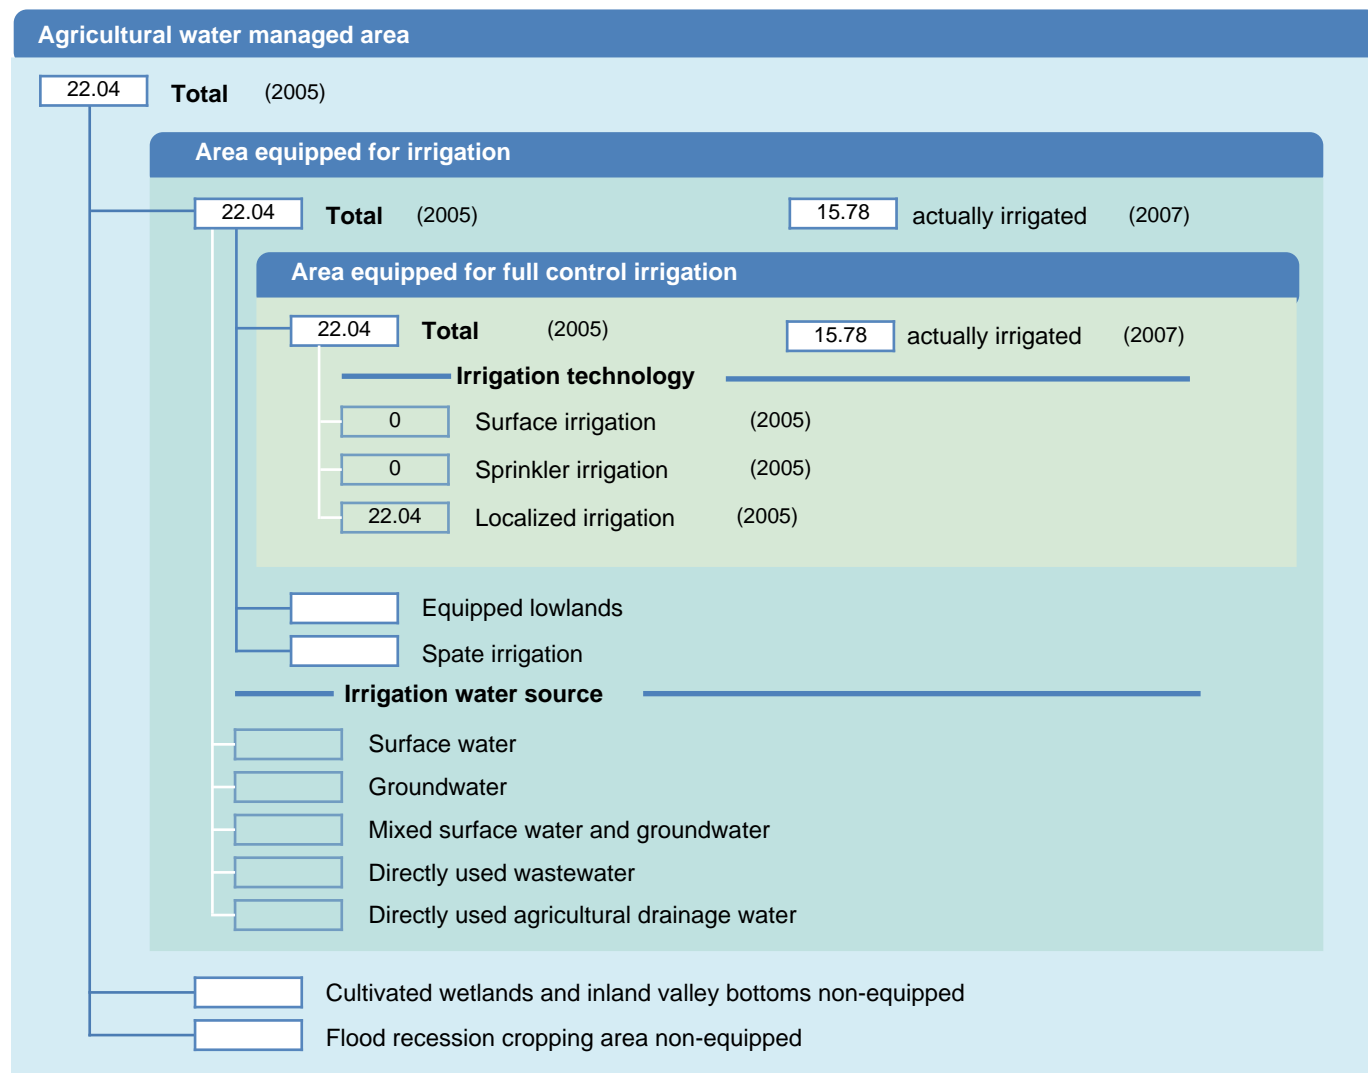 Agricultural water managed area
22.04 Total (2005)
Area equipped for irrigation
22.04 Total (2005) 15.78 actually irrigated (2007)
Area equipped for full control irrigation
22.04 Total (2005) 15.78 actually irrigated (2007)
Irrigation technology
0 Surface irrigation (2005)
0 Sprinkler irrigation (2005)
22.04 Localized irrigation (2005)
Equipped lowlands
Spate irrigation
Irrigation water source
Surface water
Groundwater
Mixed surface water and groundwater
Directly used wastewater
Directly used agricultural drainage water
Cultivated wetlands and inland valley bottoms non-equipped
Flood recession cropping area non-equipped